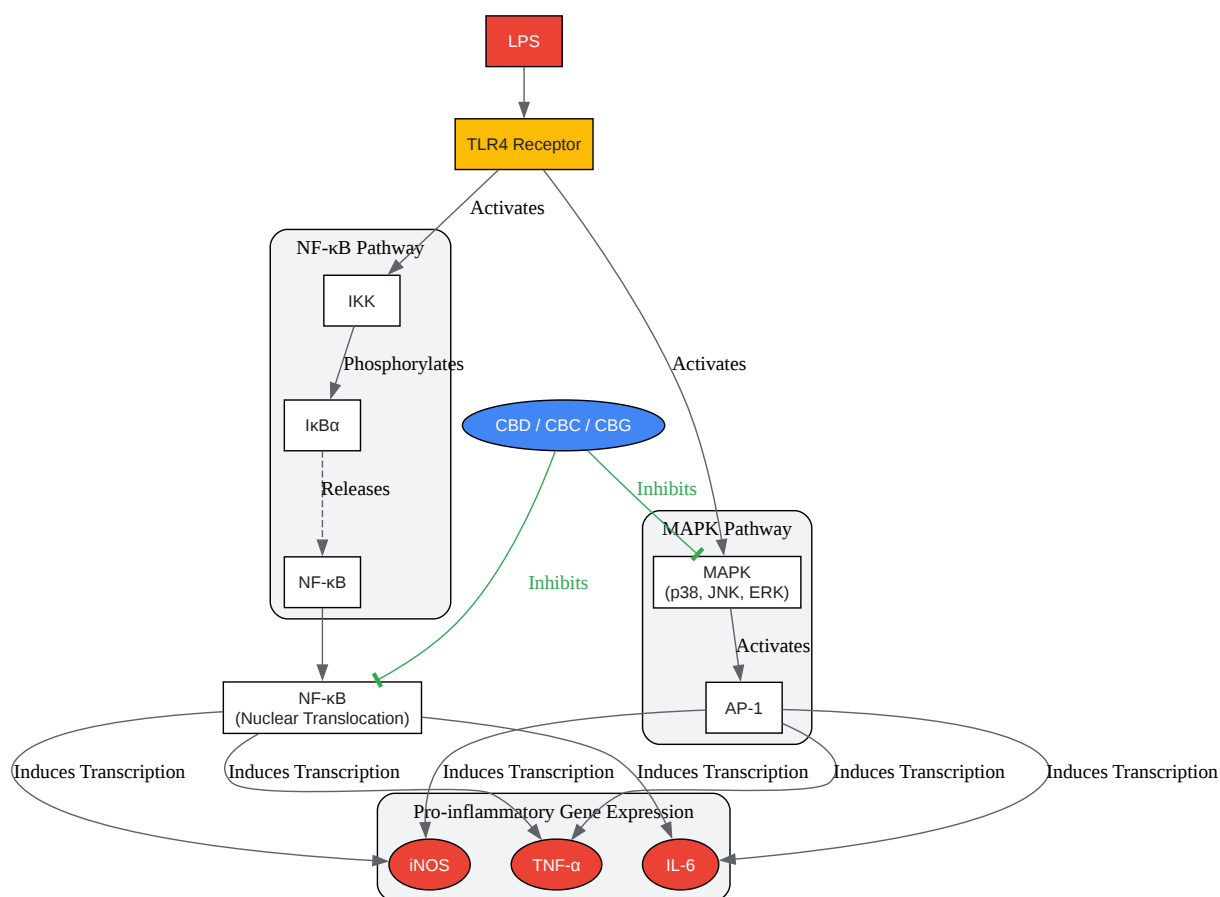 LPS
TLR4 Receptor
Activates
NF-κB Pathway
IKK
Phosphorylates
Activates
IκBα
CBD / CBC / CBG
Releases
Inhibits
MAPK Pathway
NF-κB
MAPK
(p38, JNK, ERK)
Inhibits
Activates
NF-κB
(Nuclear Translocation)
AP-1
Induces Transcription
Induces Transcription
Induces Transcription
Induces Transcription
Induces Transcription
Induces Transcription
Pro-inflammatory Gene Expression
iNOS
TNF-α
IL-6